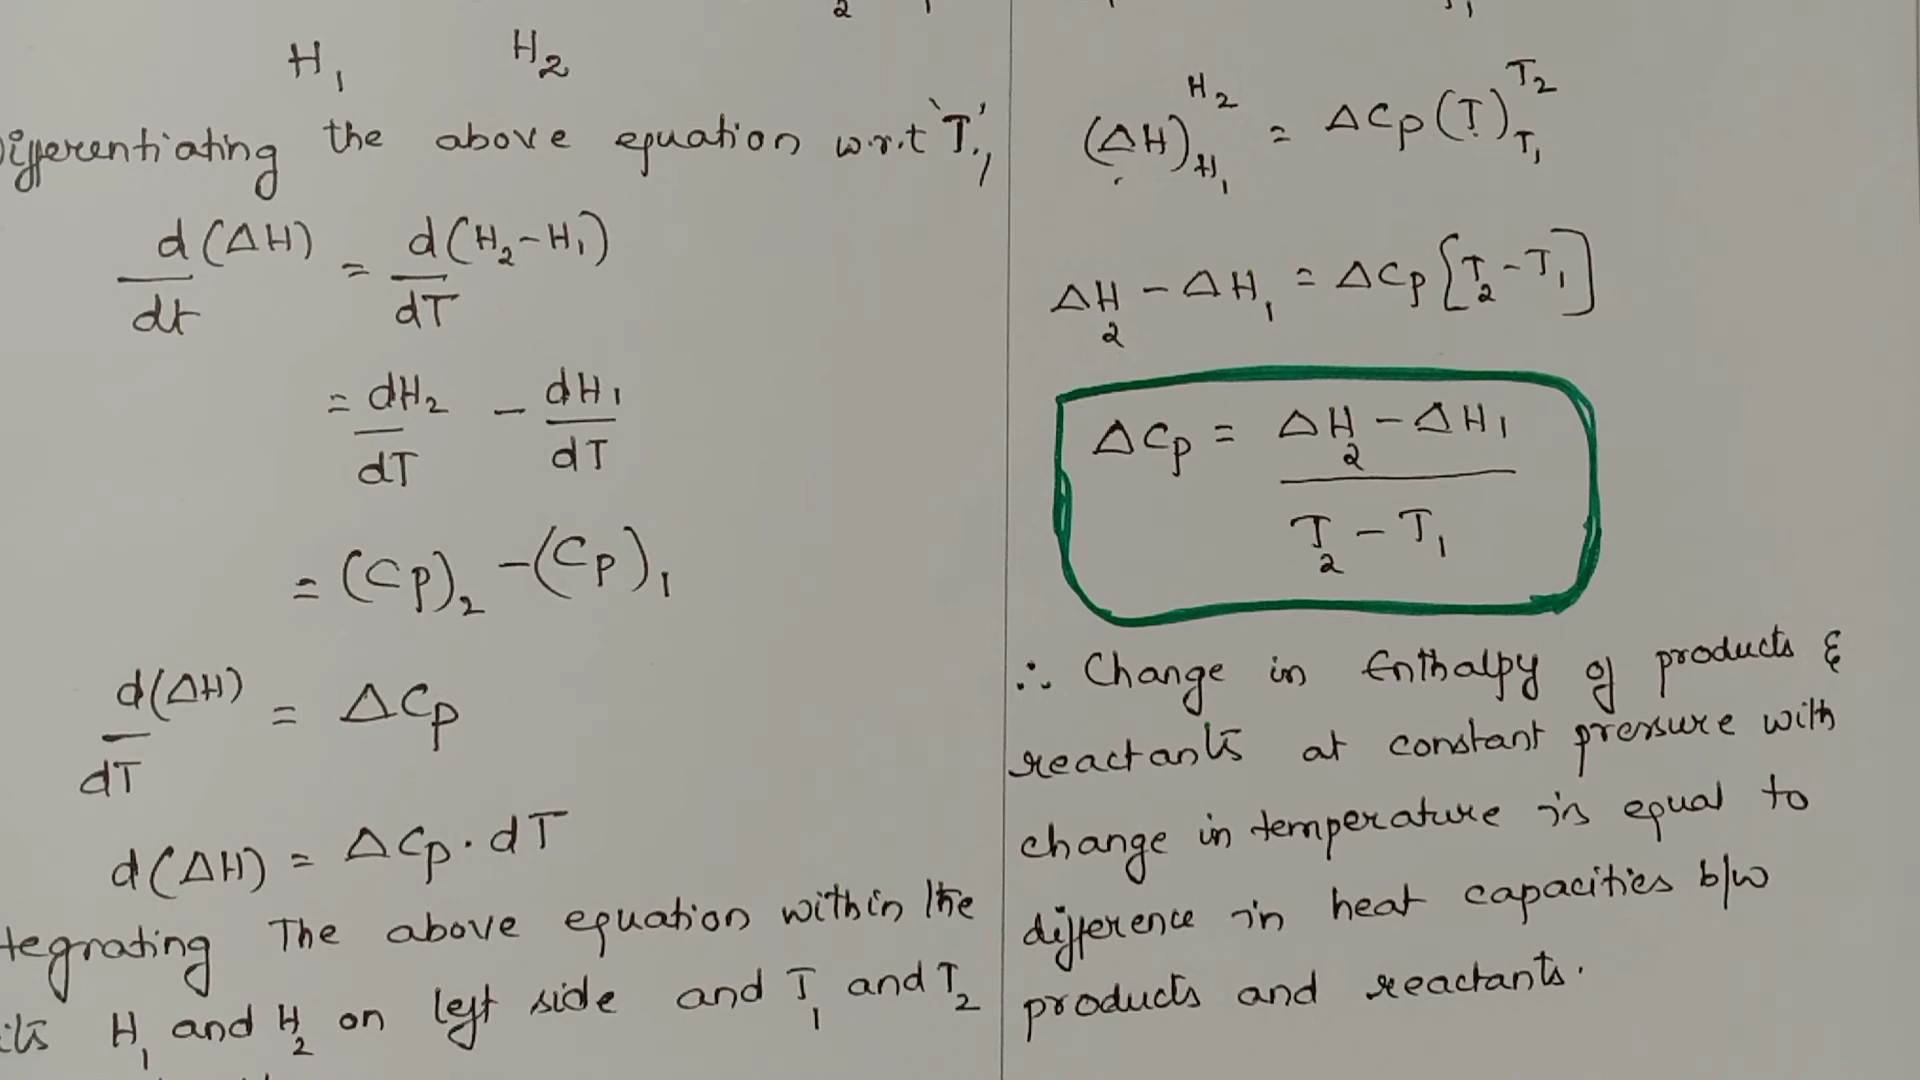 H₁ H₂
Differentiating the above equation w.r.t 'T',
d(ΔH)/dt = d(H₂-H₁)/dT
= dH₂/dT - dH₁/dT
= (Cp)₂ - (Cp)₁
d(ΔH)/dT = ΔCp
d(ΔH) = ΔCp·dT
tegrating The above equation within the
its H₁ and H₂ on left side and T₁ and T₂
(ΔH)H₁^H₂ = ΔCp(T)T₁^T₂
ΔH₂ - ΔH₁ = ΔCp[T₂-T₁]
ΔCp = ΔH₂ - ΔH₁ / T₂ - T₁
∴ Change in Enthalpy of products &
reactants at constant pressure with
change in temperature is equal to
difference in heat capacities b/w
products and reactants.